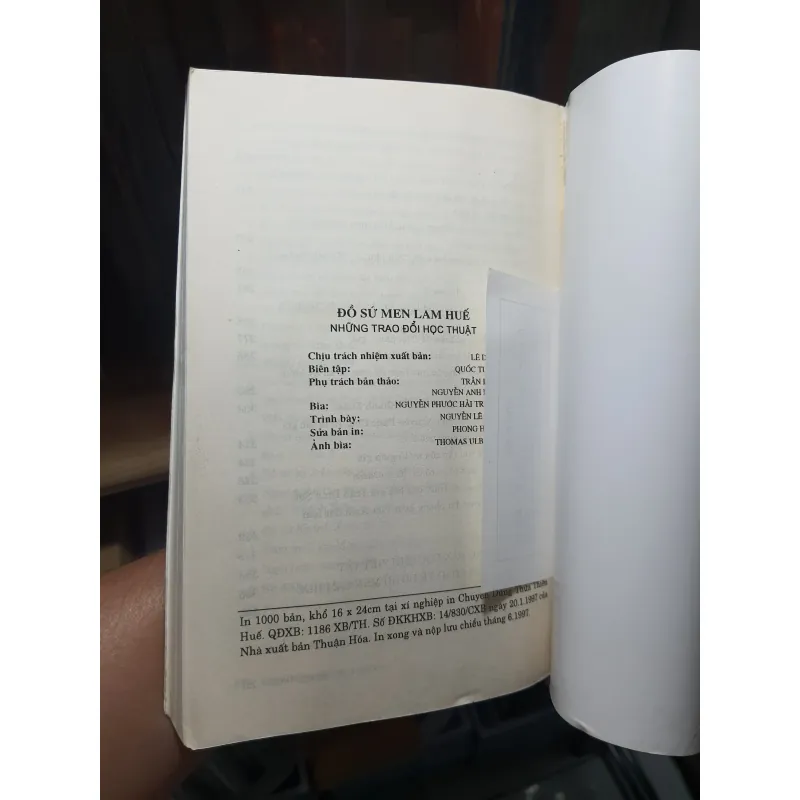 ĐỒ SỨ MEN LAM HUẾ
NHỮNG TRAO ĐỔI HỌC THUẬT
Chịu trách nhiệm xuất bản: LÊ
Biên tập: QUỐC
Phụ trách bản thảo: TRẦN
NGUYỄN ANH
Bìa: NGUYỄN PHƯỚC HẢI
Trình bày: NGUYỄN LÊ
Sửa bản in: PHONG
Ảnh bìa: THOMAS
In 1000 bản, khổ 16 x 24cm tại xí nghiệp in Chuyên Dùng Thừa Thiên
Huế. QĐXB: 1186 XB/TH. Số ĐKKHXB: 14/830/CXB ngày 20.1.1997 của
Nhà xuất bản Thuận Hóa. In xong và nộp lưu chiểu tháng 6.1997